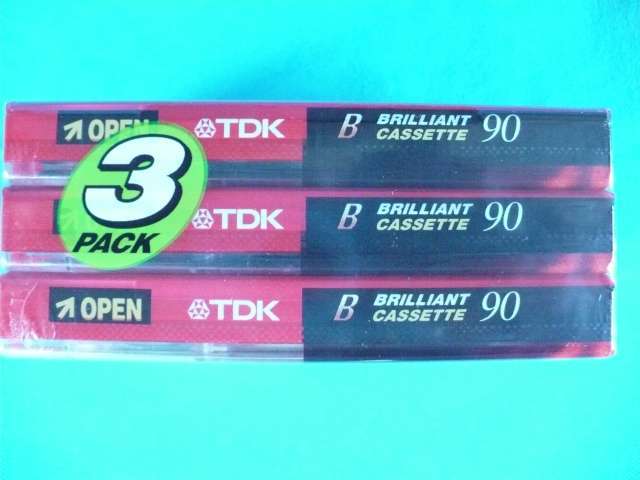 OPEN TDK B BRILLIANT CASSETTE 90
3 PACK
TDK B BRILLIANT CASSETTE 90
OPEN TDK B BRILLIANT CASSETTE 90